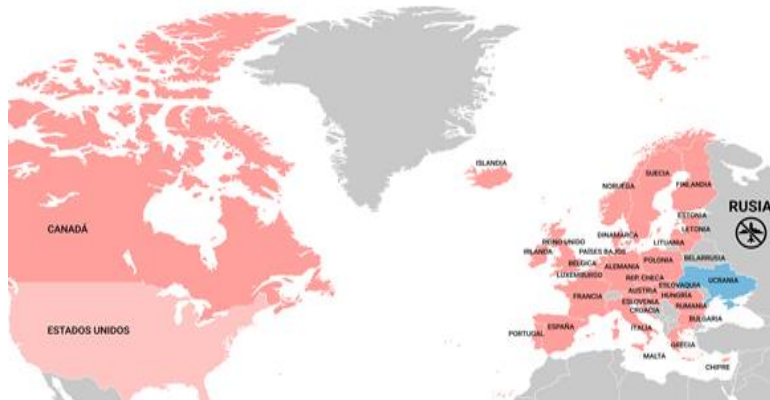 ISLANDIA
SUECIA
NORUEGA
FINLANDIA
RUSIA
ESTONIA
LETONIA
CANADÁ
DINAMARCA
REINO UNIDO
LITUANIA
IRLANDA
PAÍSES BAJOS
BELARRUSIA
POLONIA
BÉLGICA
ALEMANIA
LUXEMBURGO
REP. CHECA
UCRANIA
ESLOVAQUIA
AUSTRIA
HUNGRÍA
FRANCIA
ESLOVENIA
RUMANIA
CROACIA
BULGARIA
ESTADOS UNIDOS
ESPAÑA
ITALIA
PORTUGAL
GRECIA
MALTA
CHIPRE